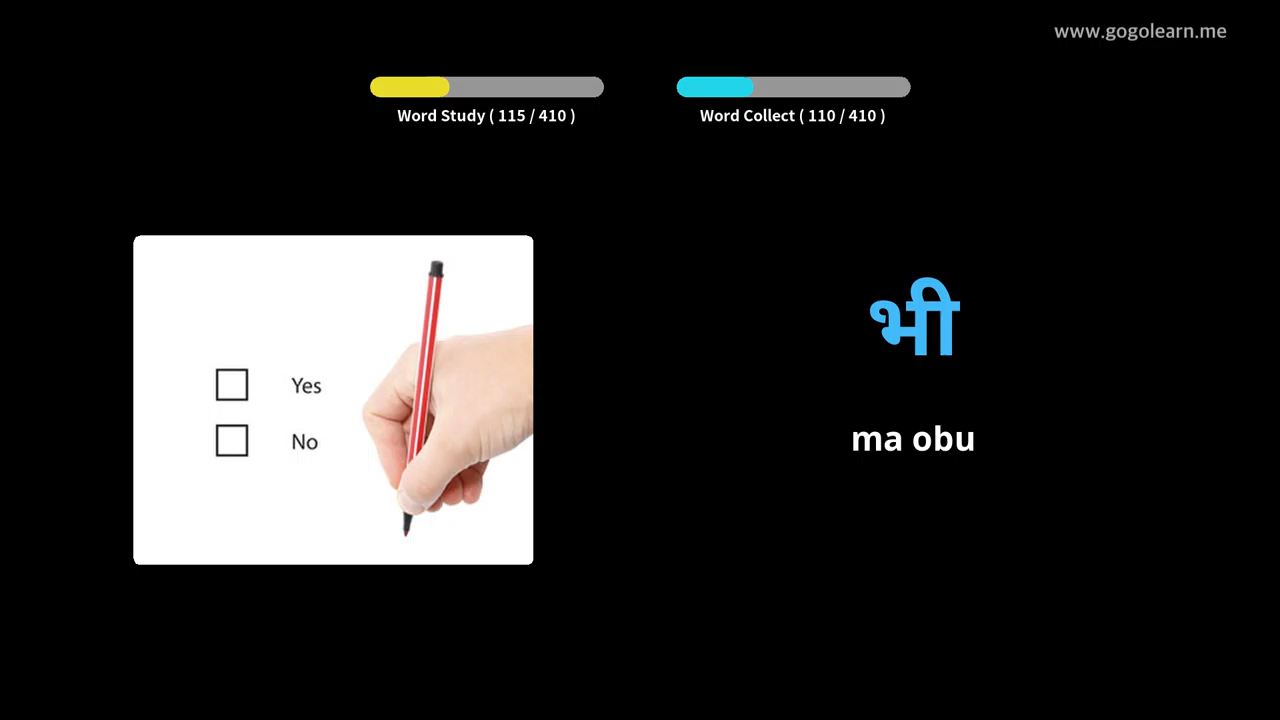 www.gogolearn.me
Word Study ( 115 / 410 )
Word Collect ( 110 / 410 )
Yes
No
भी
ma obu